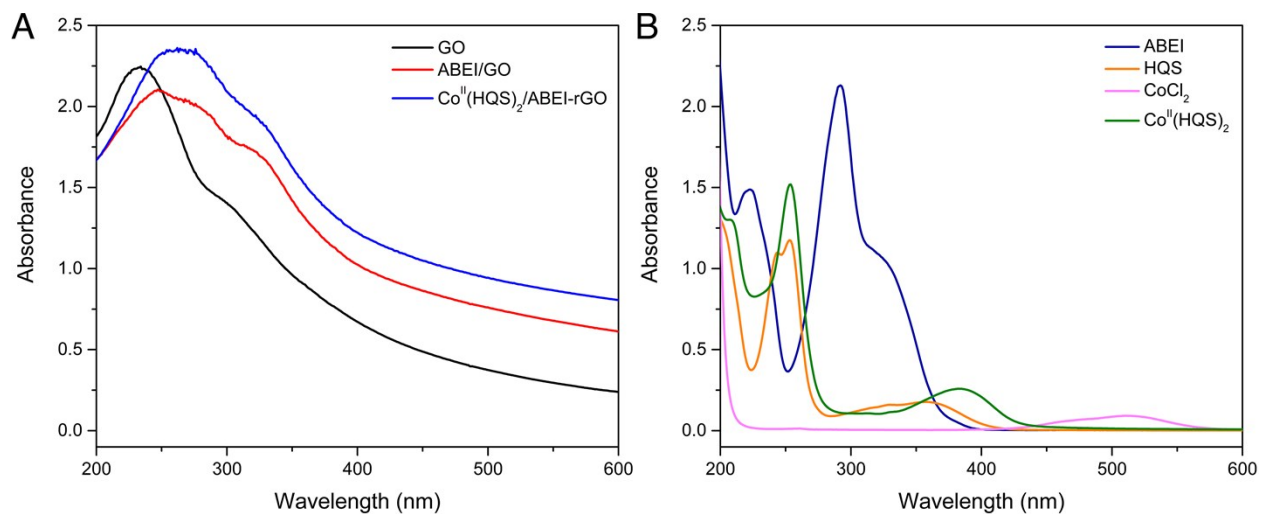 A
2.5
2.0
1.5
1.0
0.5
0.0
Absorbance
200
300
400
500
600
Wavelength (nm)
GO
ABEI/GO
Co^II(HQS)₂/ABEI-rGO
B
2.5
2.0
1.5
1.0
0.5
0.0
Absorbance
200
300
400
500
600
Wavelength (nm)
ABEI
HQS
CoCl₂
Co^II(HQS)₂